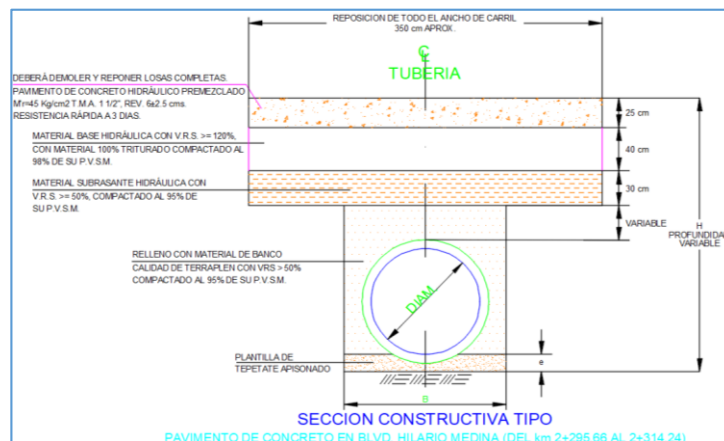 REPOSICION DE TODO EL ANCHO DE CARRIL
350 cm APROX.
CL
TUBERIA
DEBERÁ DEMOLER Y REPONER LOSAS COMPLETAS.
PAVIMENTO DE CONCRETO HIDRÁULICO PREMEZCLADO
M'r=45 Kg/cm2 T.M.A. 1 1/2", REV. 6±2.5 cms.
RESISTENCIA RÁPIDA A 3 DIAS.
25 cm
MATERIAL BASE HIDRÁULICA CON V.R.S. >= 120%,
CON MATERIAL 100% TRITURADO COMPACTADO AL
98% DE SU P.V.S.M.
40 cm
MATERIAL SUBRASANTE HIDRÁULICA CON
V.R.S. >= 50%, COMPACTADO AL 95% DE
SU P.V.S.M.
30 cm
VARIABLE
H
PROFUNDIDA
VARIABLE
RELLENO CON MATERIAL DE BANCO
CALIDAD DE TERRAPLEN CON VRS > 50%
COMPACTADO AL 95% DE SU P.V.S.M.
DIAM
PLANTILLA DE
TEPETATE APISONADO
e
B
SECCION CONSTRUCTIVA TIPO
PAVIMENTO DE CONCRETO EN BLVD. HILARIO MEDINA (DEL km 2+295.66 AL 2+314.24)